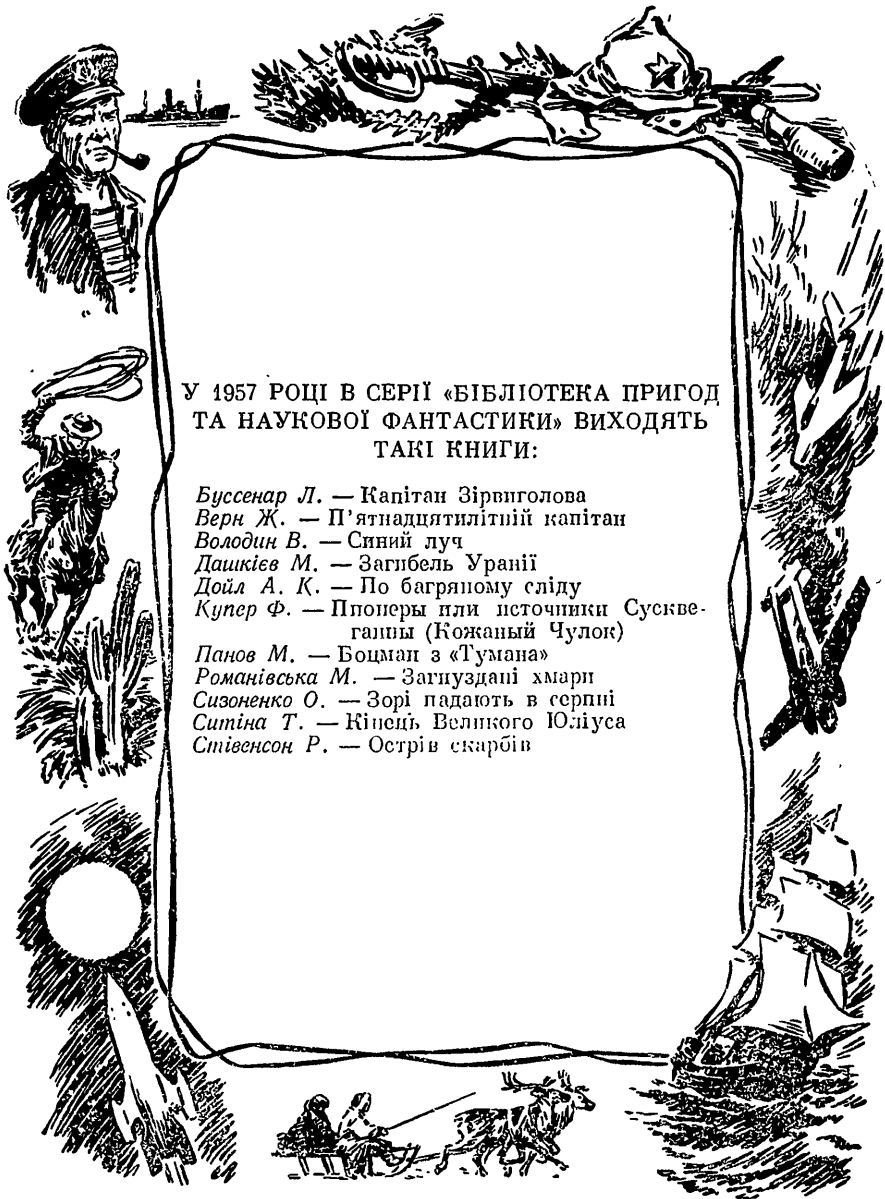 У 1957 РОЦІ В СЕРІЇ «БІБЛІОТЕКА ПРИГОД
ТА НАУКОВОЇ ФАНТАСТИКИ» ВИХОДЯТЬ
ТАКІ КНИГИ:
Буссенар Л. — Капітан Зірвиголова
Верн Ж. — П’ятнадцятилітній капітан
Володин В. — Синий луч
Дашкієв М. — Загибель Уранії
Дойл А. К. — По багряному сліду
Купер Ф. — Пионеры или источники Сускве-
ганны (Кожаный Чулок)
Панов М. — Боцман з «Тумана»
Романівська М. — Загнуздані хмари
Сизоненко О. — Зорі падають в серпні
Ситіна Т. — Кінець Великого Юліуса
Стівенсон Р. — Острів скарбів